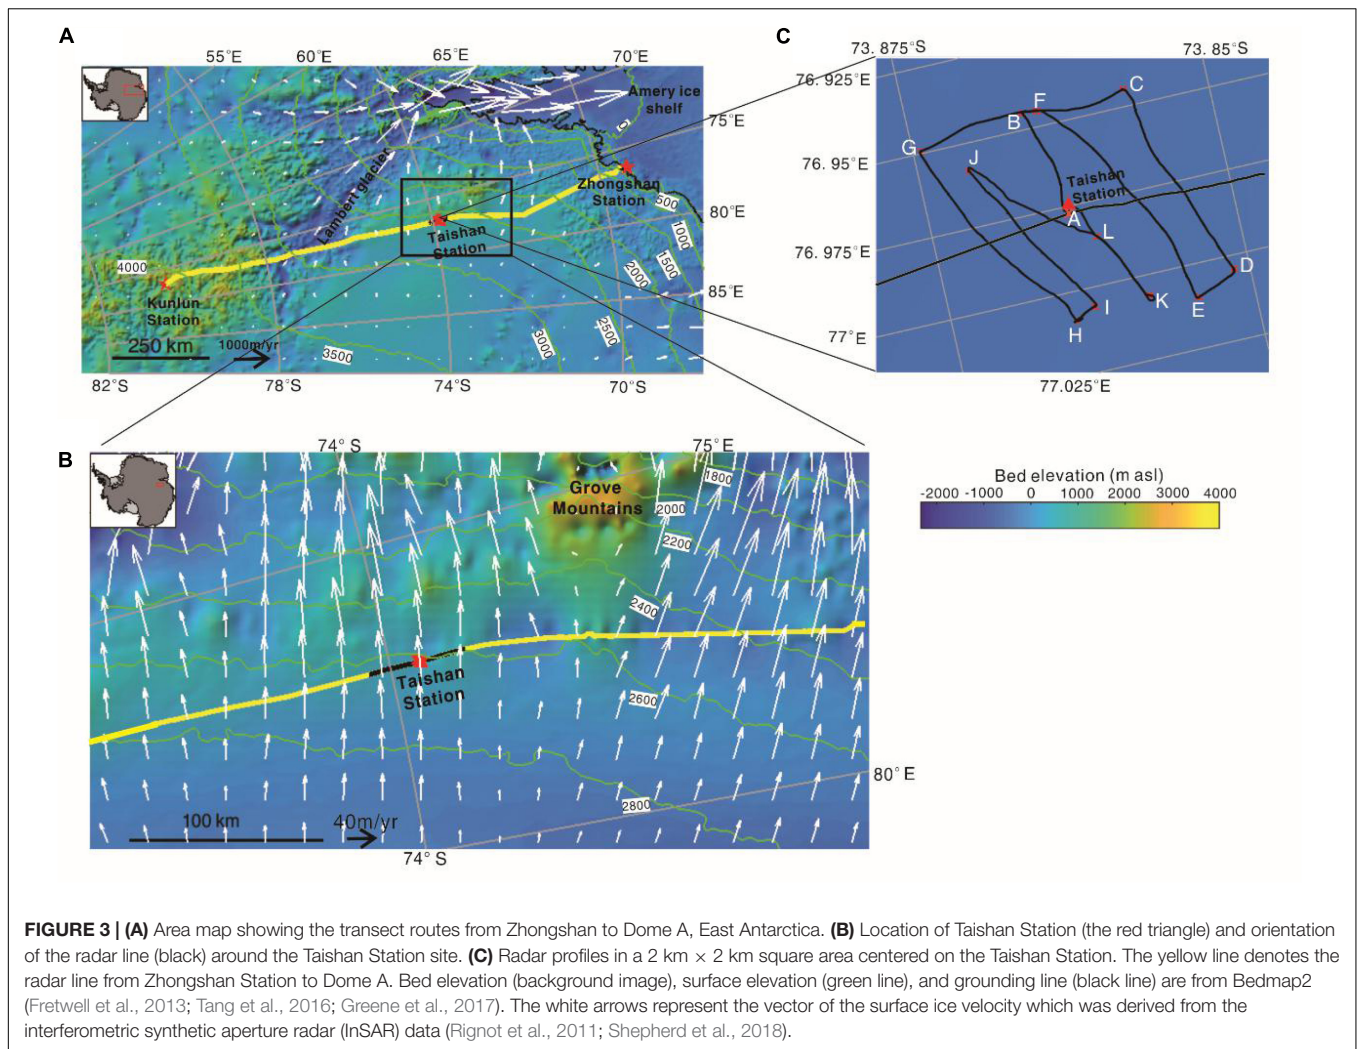 A
55°E
60°E
65°E
70°E
Amery ice
shelf
75°E
0
Lambert glacier
Zhongshan
Station
500
80°E
1000
Taishan
Station
1500
4000
2000
85°E
Kunlun
Station
2500
250 km
1000m/yr
3500
3000
82°S
78°S
74°S
70°S
C
73.875°S
73.85°S
76.925°E
C
F
B
G
76.95°E
J
Taishan
Station
A
L
76.975°E
D
K
I
E
H
77°E
77.025°E
B
74°S
75°E
1800
Grove
Mountains
2000
2200
2400
Taishan
Station
2600
80°E
2800
100 km
40m/yr
74°S
Bed elevation (m asl)
-2000 -1000 0 1000 2000 3000 4000
FIGURE 3 | (A) Area map showing the transect routes from Zhongshan to Dome A, East Antarctica. (B) Location of Taishan Station (the red triangle) and orientation
of the radar line (black) around the Taishan Station site. (C) Radar profiles in a 2 km × 2 km square area centered on the Taishan Station. The yellow line denotes the
radar line from Zhongshan Station to Dome A. Bed elevation (background image), surface elevation (green line), and grounding line (black line) are from Bedmap2
(Fretwell et al., 2013; Tang et al., 2016; Greene et al., 2017). The white arrows represent the vector of the surface ice velocity which was derived from the
interferometric synthetic aperture radar (InSAR) data (Rignot et al., 2011; Shepherd et al., 2018).